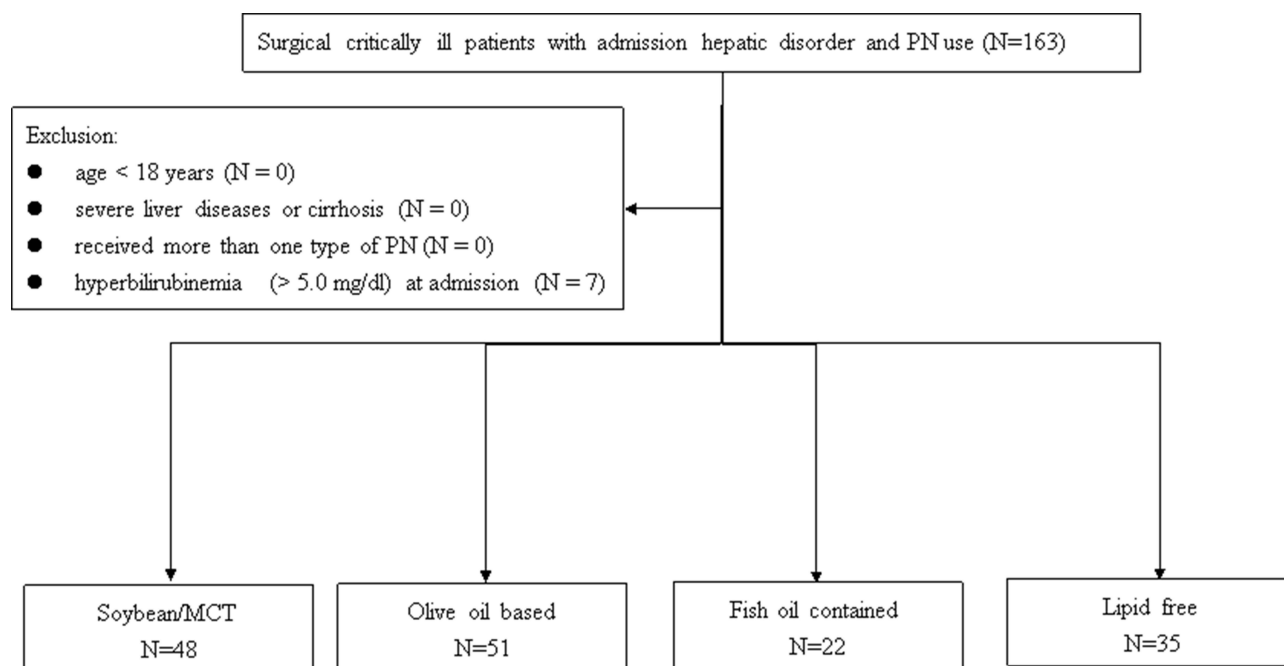 Surgical critically ill patients with admission hepatic disorder and PN use (N=163)
Exclusion:
● age < 18 years (N = 0)
● severe liver diseases or cirrhosis (N = 0)
● received more than one type of PN (N = 0)
● hyperbilirubinemia (> 5.0 mg/dl) at admission (N = 7)
Soybean/MCT
N=48
Olive oil based
N=51
Fish oil contained
N=22
Lipid free
N=35